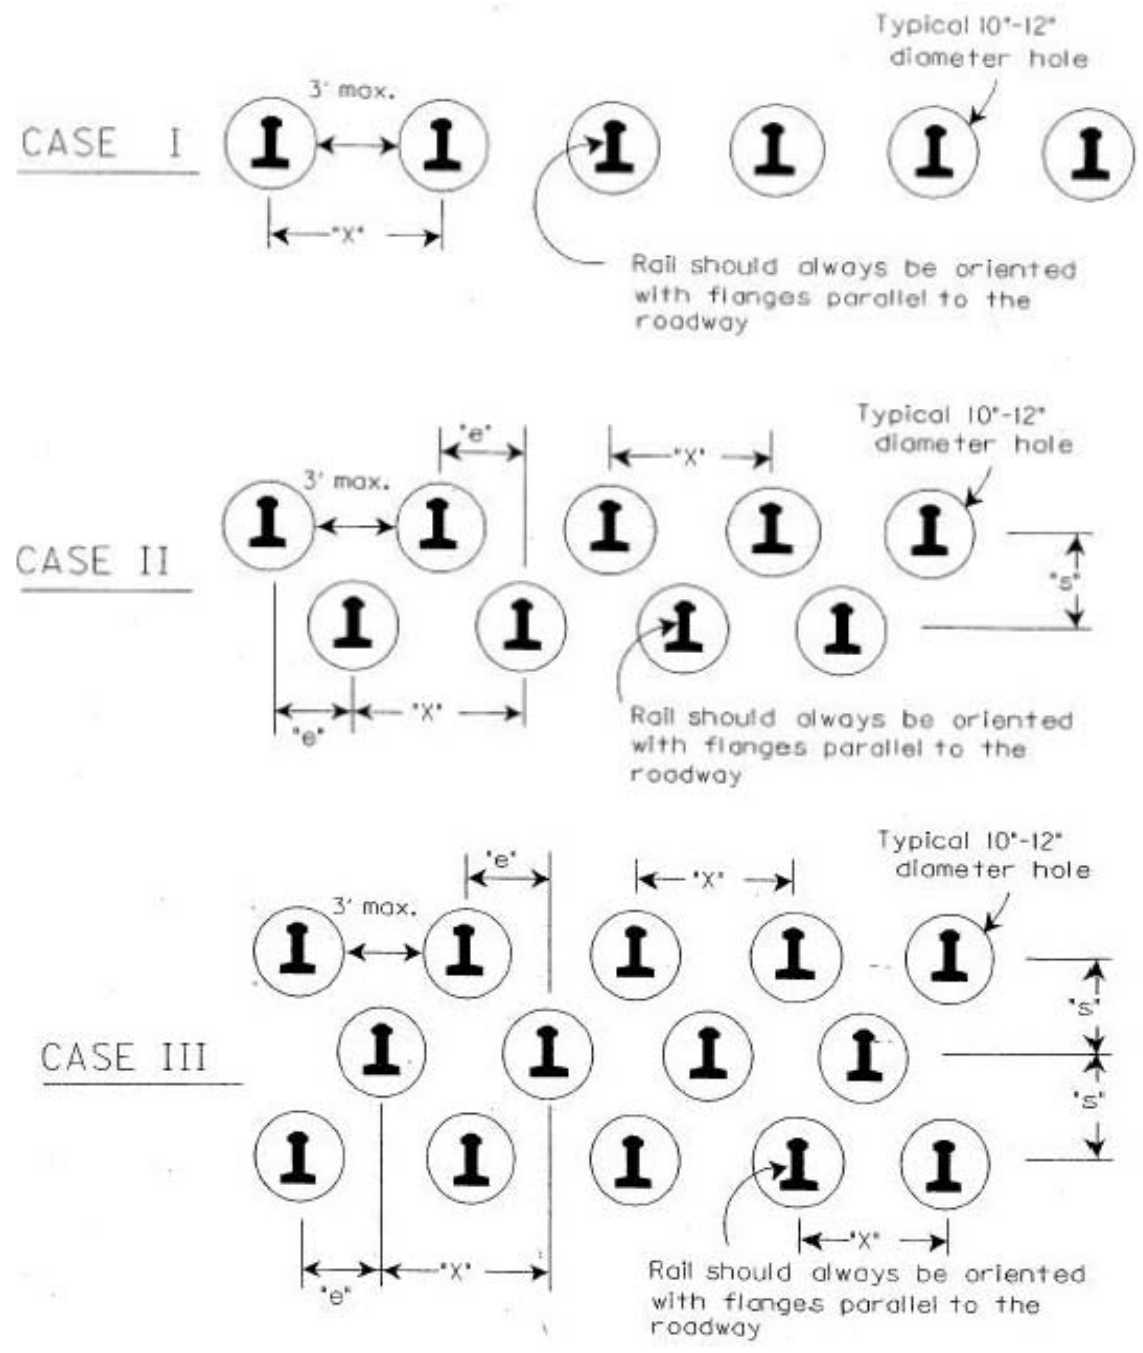 Typical 10"-12"
diameter hole
3' max.
CASE I
"X"
Rail should always be oriented
with flanges parallel to the
roadway
Typical 10"-12"
diameter hole
"e"
"X"
3' max.
CASE II
"s"
"X"
"e"
Rail should always be oriented
with flanges parallel to the
roadway
Typical 10"-12"
diameter hole
"e"
"X"
3' max.
"s"
CASE III
"s"
"X"
"X"
"e"
Rail should always be oriented
with flanges parallel to the
roadway